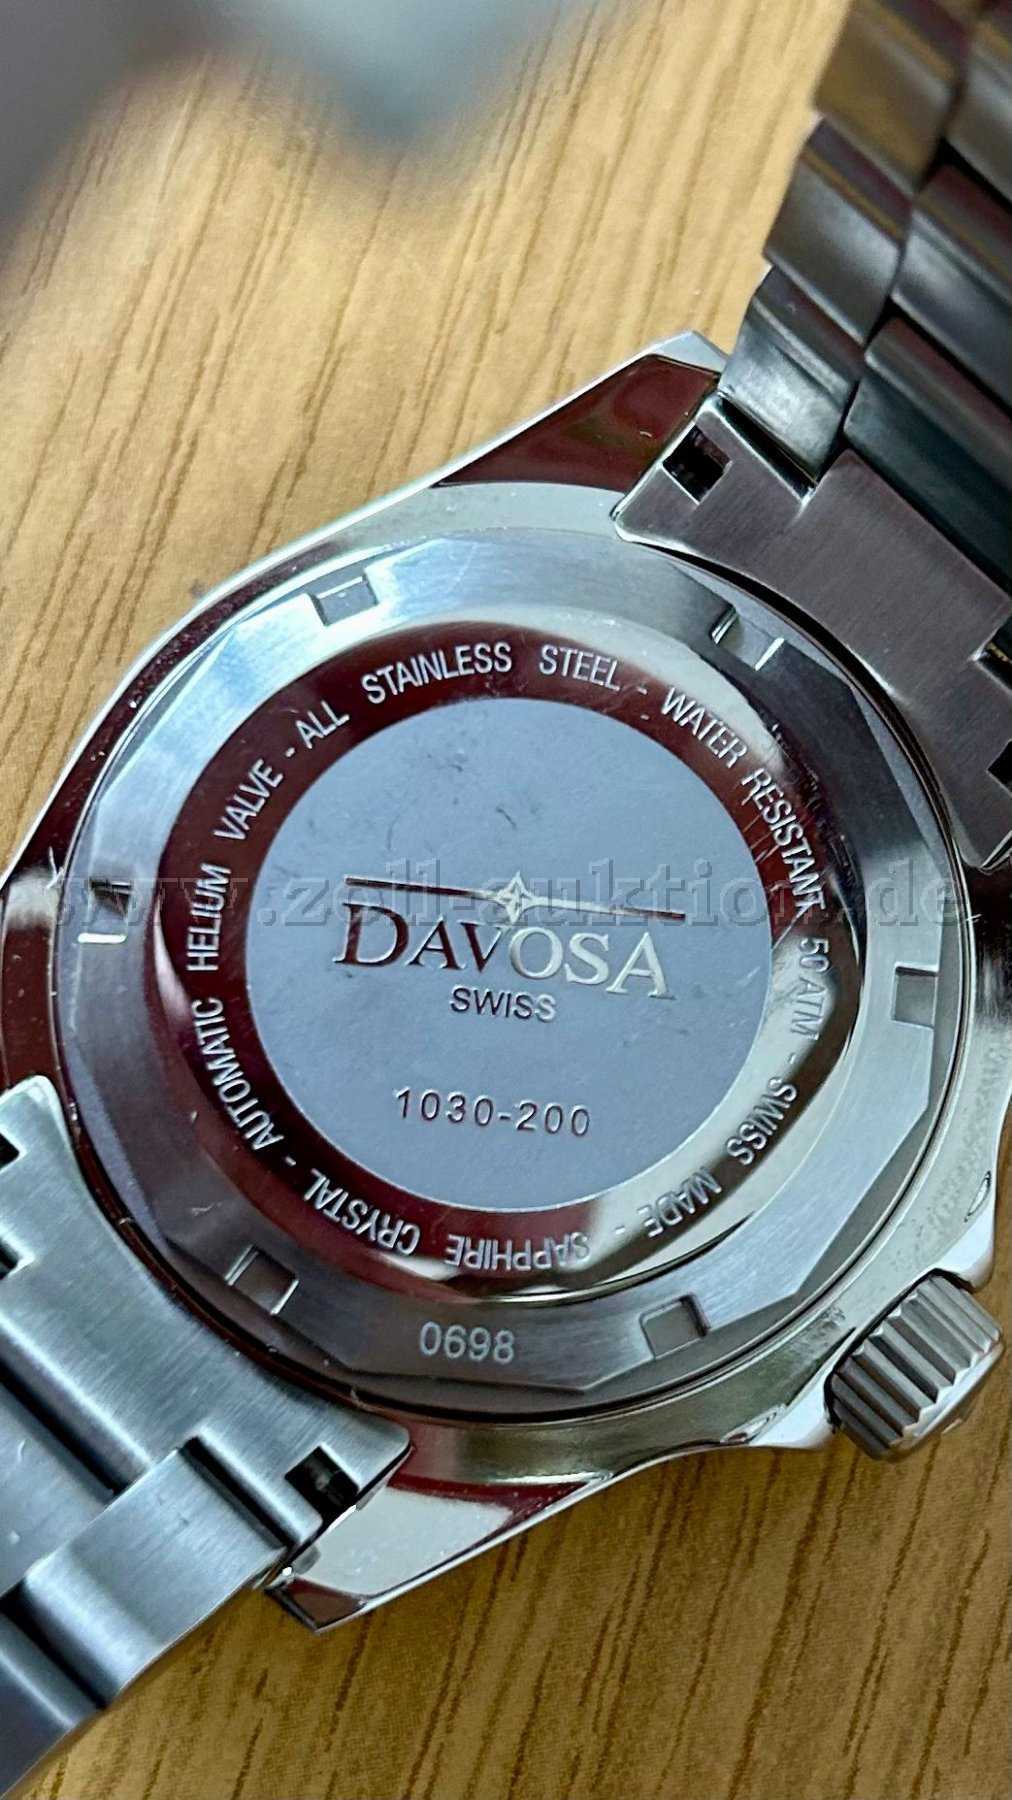 ALL STAINLESS STEEL - WATER RESISTANT 50 ATM - SWISS MADE - SAPPHIRE CRYSTAL - AUTOMATIC HELIUM VALVE -
www.zoll-auktion.de
DAVOSA
SWISS
1030-200
0698